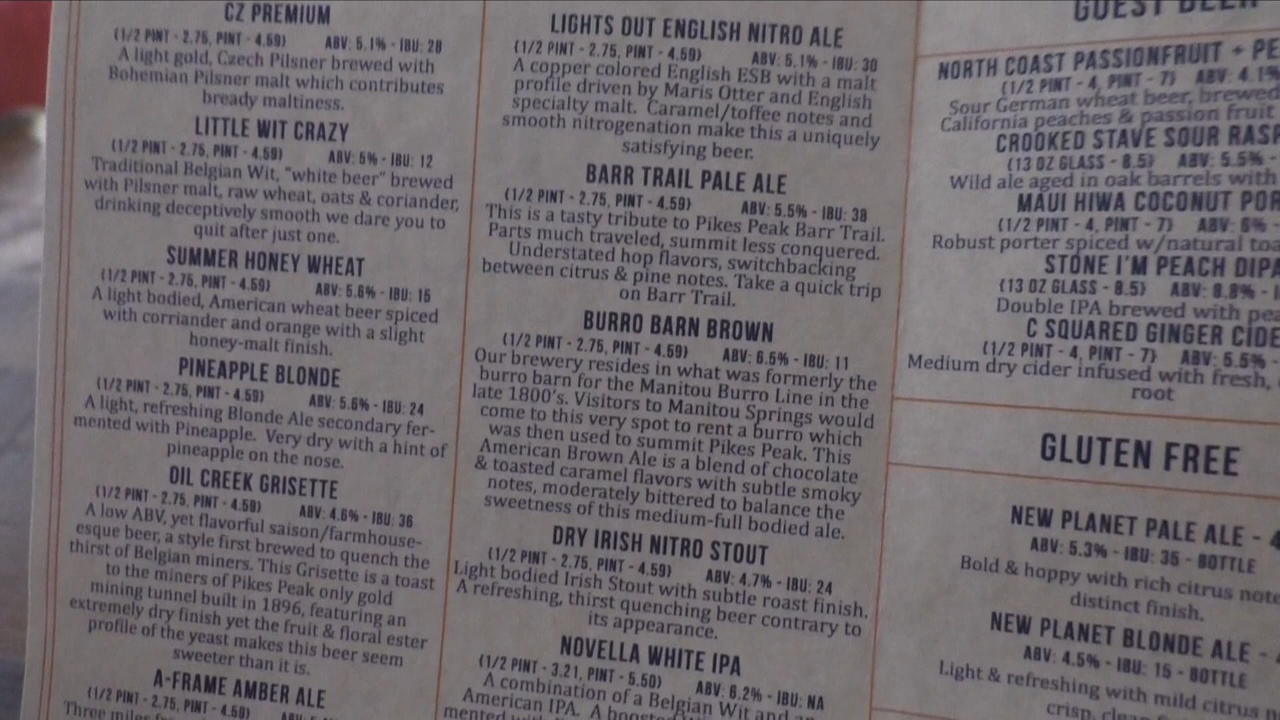 CZ PREMIUM
(1/2 PINT - 2.75, PINT - 4.59) ABV: 5.1% - IBU: 28
A light gold, Czech Pilsner brewed with
Bohemian Pilsner malt which contributes
bready maltiness.
LITTLE WIT CRAZY
(1/2 PINT - 2.75, PINT - 4.59) ABV: 5% - IBU: 12
Traditional Belgian Wit, "white beer" brewed
with Pilsner malt, raw wheat, oats & coriander,
drinking deceptively smooth we dare you to
quit after just one.
SUMMER HONEY WHEAT
(1/2 PINT - 2.75, PINT - 4.59) ABV: 5.6% - IBU: 15
A light bodied, American wheat beer spiced
with corriander and orange with a slight
honey-malt finish.
PINEAPPLE BLONDE
(1/2 PINT - 2.75, PINT - 4.59) ABV: 5.6% - IBU: 24
A light, refreshing Blonde Ale secondary fer-
mented with Pineapple. Very dry with a hint of
pineapple on the nose.
OIL CREEK GRISETTE
(1/2 PINT - 2.75, PINT - 4.59) ABV: 4.6% - IBU: 36
A low ABV, yet flavorful saison/farmhouse-
esque beer, a style first brewed to quench the
thirst of Belgian miners. This Grisette is a toast
to the miners of Pikes Peak only gold
mining tunnel built in 1896, featuring an
extremely dry finish yet the fruit & floral ester
profile of the yeast makes this beer seem
sweeter than it is.
A-FRAME AMBER ALE
(1/2 PINT - 2.75, PINT - 4.59)
Three miles
LIGHTS OUT ENGLISH NITRO ALE
(1/2 PINT - 2.75, PINT - 4.59) ABV: 5.1% - IBU: 30
A copper colored English ESB with a malt
profile driven by Maris Otter and English
specialty malt. Caramel/toffee notes and
smooth nitrogenation make this a uniquely
satisfying beer.
BARR TRAIL PALE ALE
(1/2 PINT - 2.75, PINT - 4.59) ABV: 5.5% - IBU: 38
This is a tasty tribute to Pikes Peak Barr Trail.
Parts much traveled, summit less conquered.
Understated hop flavors, switchbacking
between citrus & pine notes. Take a quick trip
on Barr Trail.
BURRO BARN BROWN
(1/2 PINT - 2.75, PINT - 4.59) ABV: 6.5% - IBU: 11
Our brewery resides in what was formerly the
burro barn for the Manitou Burro Line in the
late 1800's. Visitors to Manitou Springs would
come to this very spot to rent a burro which
was then used to summit Pikes Peak. This
American Brown Ale is a blend of chocolate
& toasted caramel flavors with subtle smoky
notes, moderately bittered to balance the
sweetness of this medium-full bodied ale.
DRY IRISH NITRO STOUT
(1/2 PINT - 2.75, PINT - 4.59) ABV: 4.7% - IBU: 24
Light bodied Irish Stout with subtle roast finish.
A refreshing, thirst quenching beer contrary to
its appearance.
NOVELLA WHITE IPA
(1/2 PINT - 3.21, PINT - 5.50) ABV: 6.2% - IBU: NA
A combination of a Belgian Wit and an
American IPA. A
mented
GUEST BEER
NORTH COAST PASSIONFRUIT + PE
(1/2 PINT - 4, PINT - 7) ABV: 4.1%
Sour German wheat beer, brewed
California peaches & passion fruit
CROOKED STAVE SOUR RASP
(13 OZ GLASS - 8.5) ABV: 5.5% -
Wild ale aged in oak barrels with
MAUI HIWA COCONUT POR
(1/2 PINT - 4, PINT - 7) ABV: 6% -
Robust porter spiced w/natural toa
STONE I'M PEACH DIPA
(13 OZ GLASS - 8.5) ABV: 8.8% -
Double IPA brewed with pea
C SQUARED GINGER CIDE
(1/2 PINT - 4, PINT - 7) ABV: 5.5% -
Medium dry cider infused with fresh,
root
GLUTEN FREE
NEW PLANET PALE ALE - 4
ABV: 5.3% - IBU: 35 - BOTTLE
Bold & hoppy with rich citrus note
distinct finish.
NEW PLANET BLONDE ALE -
ABV: 4.5% - IBU: 15 - BOTTLE
Light & refreshing with mild citrus n
crisp,